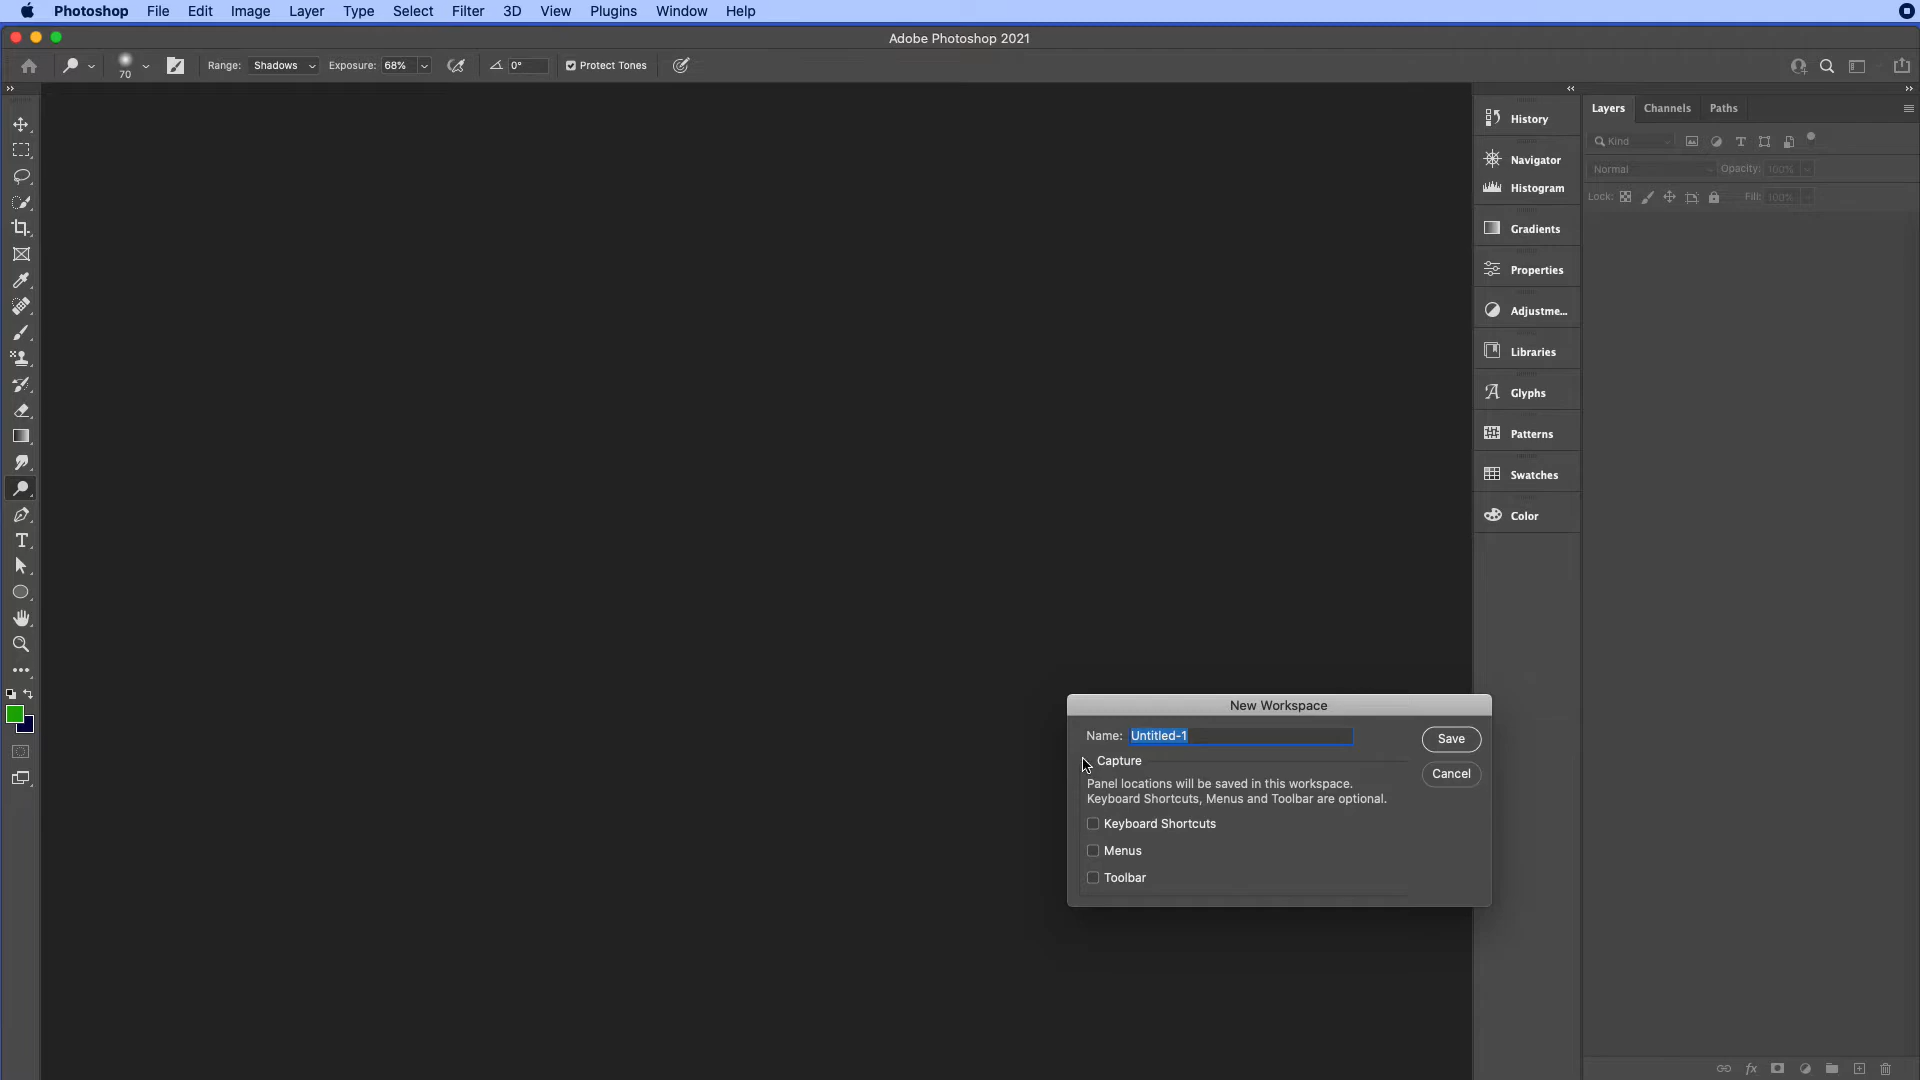 Photoshop File Edit Image Layer Type Select Filter 3D View Plugins Window Help
Adobe Photoshop 2021
70 Range: Shadows Exposure: 68% 0° Protect Tones
History
Navigator
Histogram
Gradients
Properties
Adjustme...
Libraries
Glyphs
Patterns
Swatches
Color
Layers Channels Paths
Kind
Normal Opacity: 100%
Lock: Fill: 100%
New Workspace
Name: Untitled-1
Save
Capture
Cancel
Panel locations will be saved in this workspace.
Keyboard Shortcuts, Menus and Toolbar are optional.
Keyboard Shortcuts
Menus
Toolbar
fx